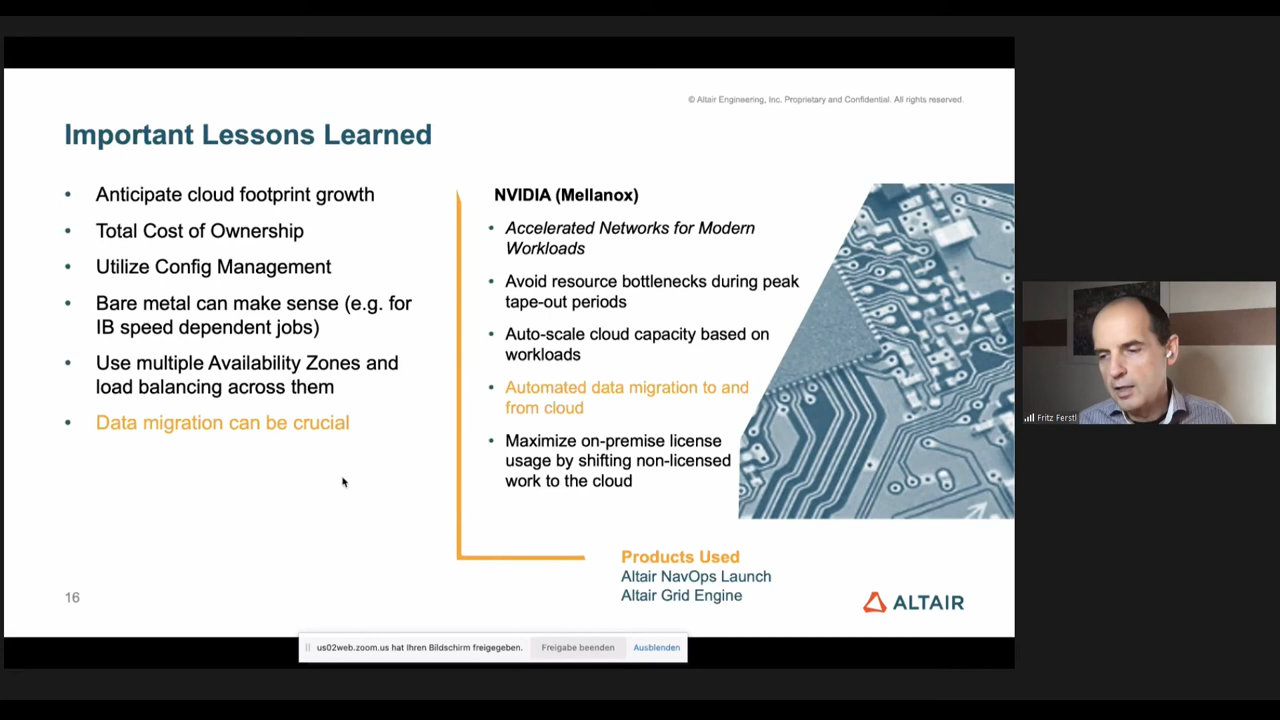 © Altair Engineering, Inc. Proprietary and Confidential. All rights reserved.
Important Lessons Learned
• Anticipate cloud footprint growth
• Total Cost of Ownership
• Utilize Config Management
• Bare metal can make sense (e.g. for
IB speed dependent jobs)
• Use multiple Availability Zones and
load balancing across them
• Data migration can be crucial
NVIDIA (Mellanox)
• Accelerated Networks for Modern
Workloads
• Avoid resource bottlenecks during peak
tape-out periods
• Auto-scale cloud capacity based on
workloads
• Automated data migration to and
from cloud
• Maximize on-premise license
usage by shifting non-licensed
work to the cloud
Products Used
Altair NavOps Launch
Altair Grid Engine
16
ALTAIR
us02web.zoom.us hat Ihren Bildschirm freigegeben.
Freigabe beenden
Ausblenden
Fritz Ferstl